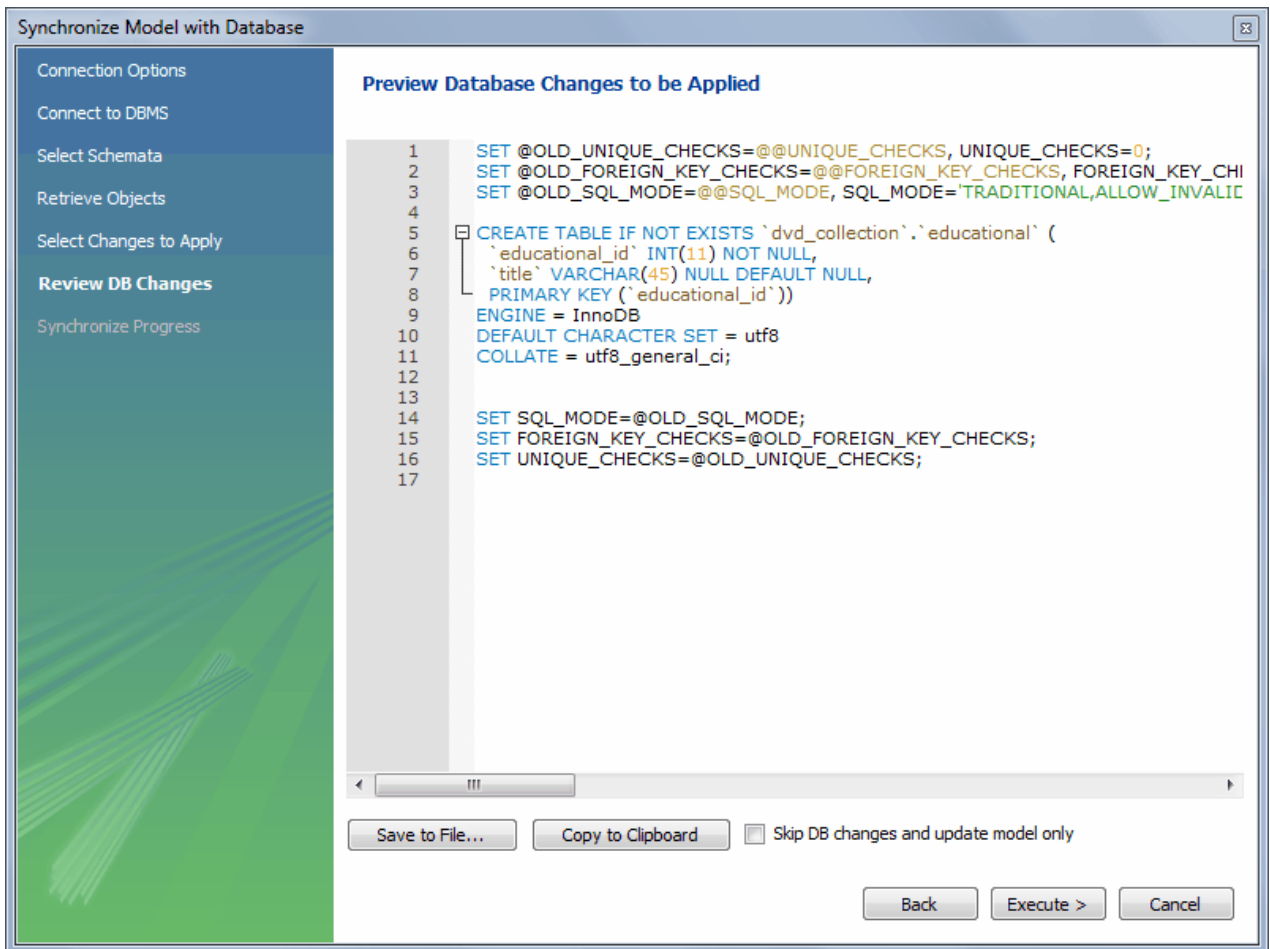 Synchronize Model with Database
Connection Options
Connect to DBMS
Select Schemata
Retrieve Objects
Select Changes to Apply
Review DB Changes
Synchronize Progress
Preview Database Changes to be Applied
1 SET @OLD_UNIQUE_CHECKS=@@UNIQUE_CHECKS, UNIQUE_CHECKS=0;
2 SET @OLD_FOREIGN_KEY_CHECKS=@@FOREIGN_KEY_CHECKS, FOREIGN_KEY_CHI
3 SET @OLD_SQL_MODE=@@SQL_MODE, SQL_MODE='TRADITIONAL,ALLOW_INVALID
4
5 CREATE TABLE IF NOT EXISTS `dvd_collection`.`educational` (
6 `educational_id` INT(11) NOT NULL,
7 `title` VARCHAR(45) NULL DEFAULT NULL,
8 PRIMARY KEY (`educational_id`))
9 ENGINE = InnoDB
10 DEFAULT CHARACTER SET = utf8
11 COLLATE = utf8_general_ci;
12
13
14 SET SQL_MODE=@OLD_SQL_MODE;
15 SET FOREIGN_KEY_CHECKS=@OLD_FOREIGN_KEY_CHECKS;
16 SET UNIQUE_CHECKS=@OLD_UNIQUE_CHECKS;
17
Save to File... Copy to Clipboard Skip DB changes and update model only
Back Execute > Cancel